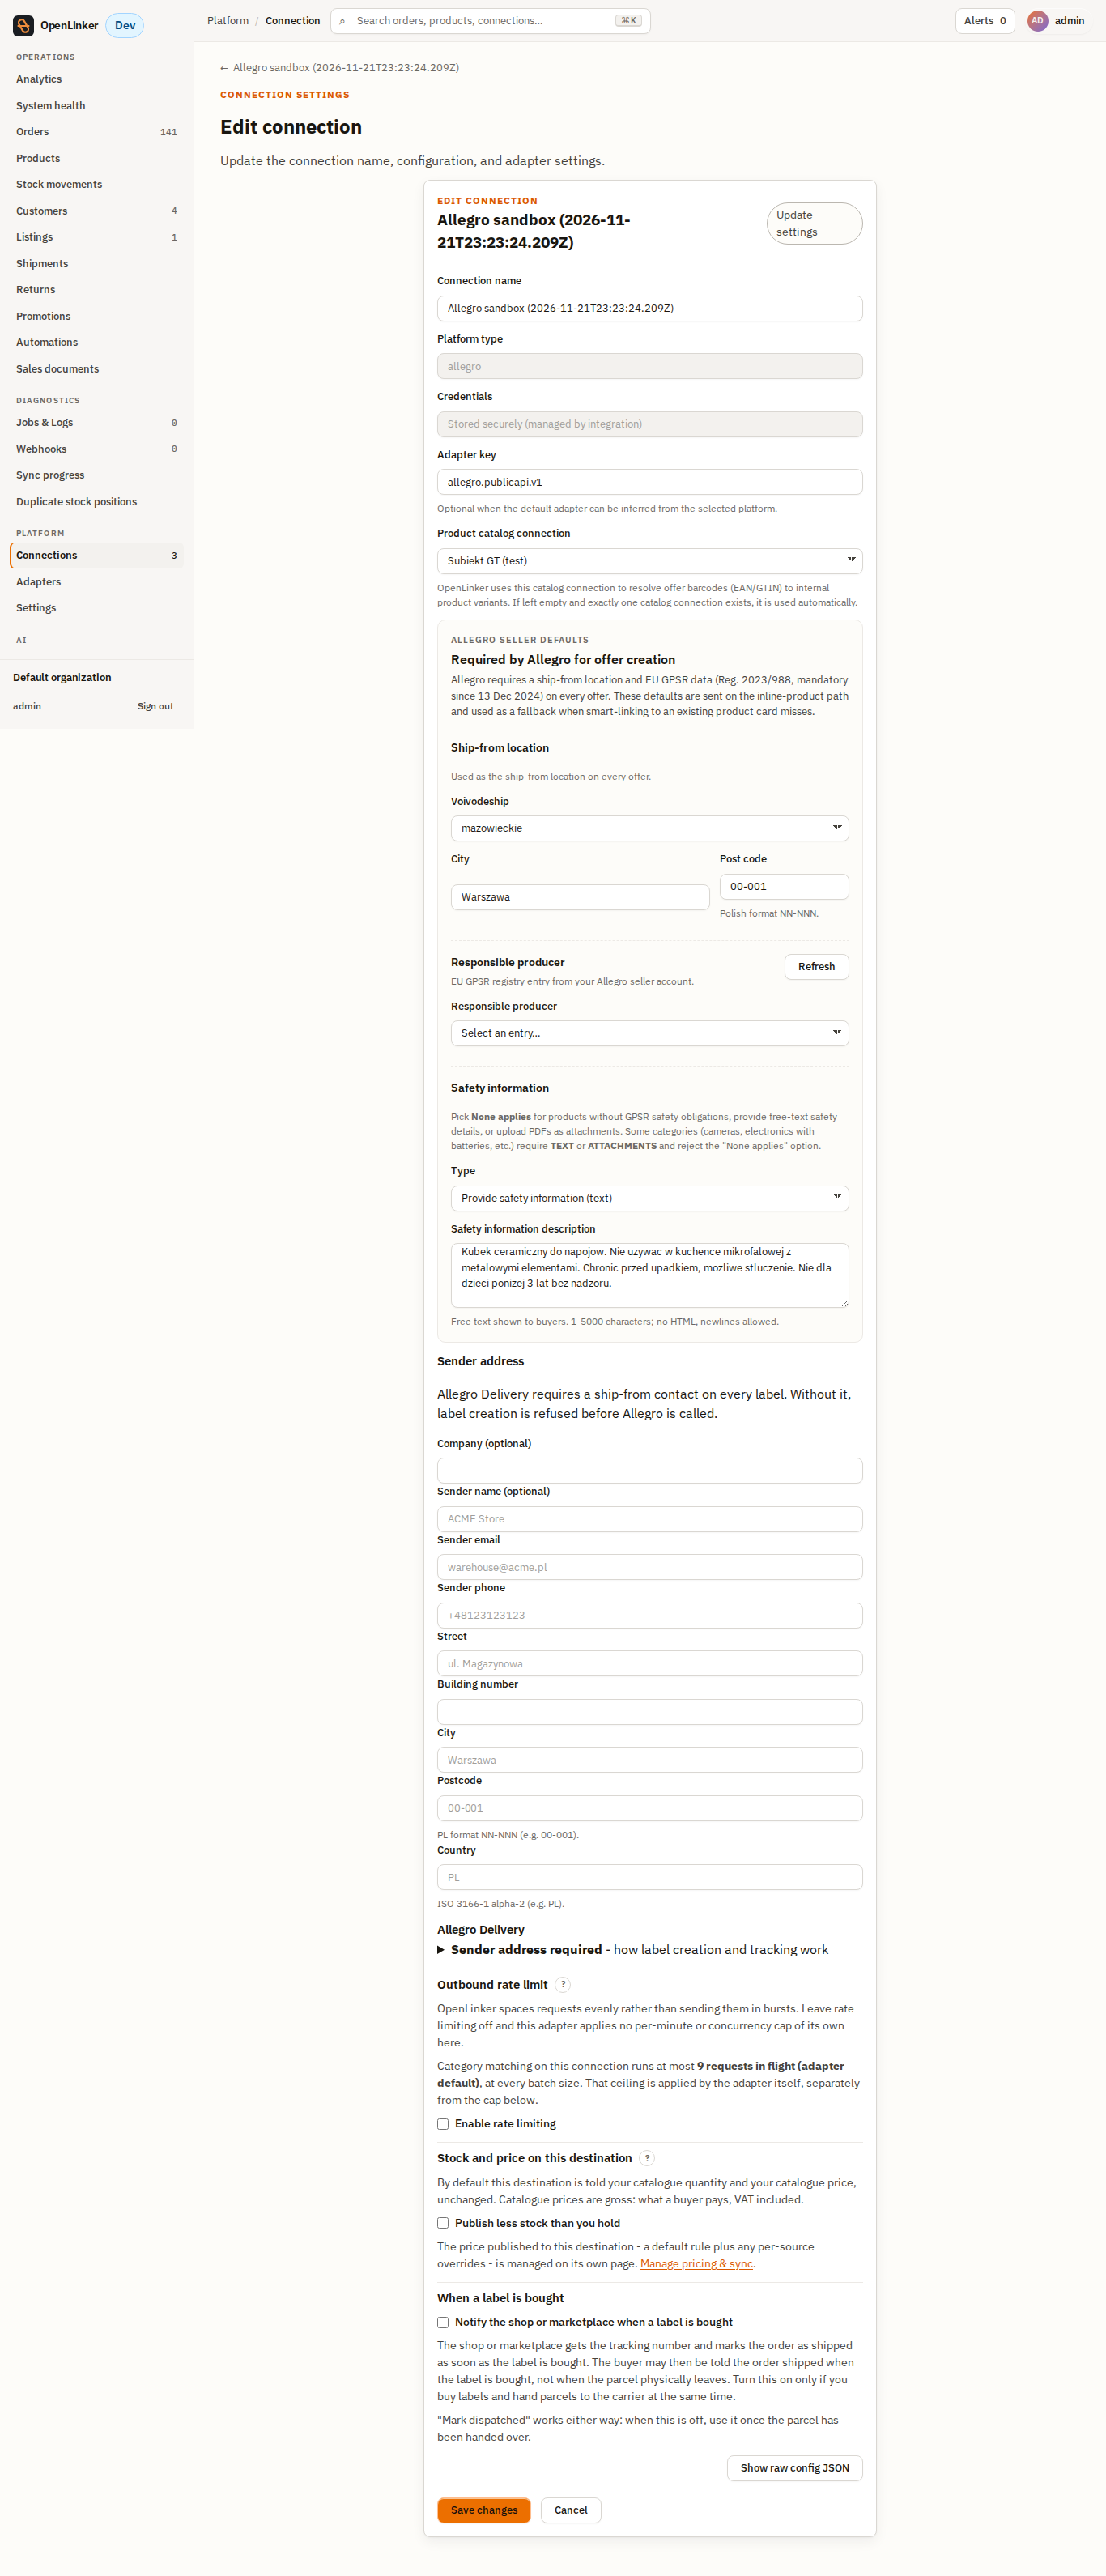 OpenLinker Dev
OPERATIONS
Analytics
System health
Orders 141
Products
Stock movements
Customers 4
Listings 1
Shipments
Returns
Promotions
Automations
Sales documents
DIAGNOSTICS
Jobs & Logs 0
Webhooks 0
Sync progress
Duplicate stock positions
PLATFORM
Connections 3
Adapters
Settings
AI
Default organization
admin Sign out
Platform / Connection Search orders, products, connections... ⌘K Alerts 0 AD admin
← Allegro sandbox (2026-11-21T23:23:24.209Z)
CONNECTION SETTINGS
Edit connection
Update the connection name, configuration, and adapter settings.
EDIT CONNECTION
Allegro sandbox (2026-11-
21T23:23:24.209Z)
Update
settings
Connection name
Allegro sandbox (2026-11-21T23:23:24.209Z)
Platform type
allegro
Credentials
Stored securely (managed by integration)
Adapter key
allegro.publicapi.v1
Optional when the default adapter can be inferred from the selected platform.
Product catalog connection
Subiekt GT (test)
OpenLinker uses this catalog connection to resolve offer barcodes (EAN/GTIN) to internal
product variants. If left empty and exactly one catalog connection exists, it is used automatically.
ALLEGRO SELLER DEFAULTS
Required by Allegro for offer creation
Allegro requires a ship-from location and EU GPSR data (Reg. 2023/988, mandatory
since 13 Dec 2024) on every offer. These defaults are sent on the inline-product path
and used as a fallback when smart-linking to an existing product card misses.
Ship-from location
Used as the ship-from location on every offer.
Voivodeship
mazowieckie
City Post code
Warszawa 00-001
Polish format NN-NNN.
Responsible producer Refresh
EU GPSR registry entry from your Allegro seller account.
Responsible producer
Select an entry...
Safety information
Pick None applies for products without GPSR safety obligations, provide free-text safety
details, or upload PDFs as attachments. Some categories (cameras, electronics with
batteries, etc.) require TEXT or ATTACHMENTS and reject the "None applies" option.
Type
Provide safety information (text)
Safety information description
Kubek ceramiczny do napojow. Nie uzywac w kuchence mikrofalowej z
metalowymi elementami. Chronic przed upadkiem, mozliwe stluczenie. Nie dla
dzieci ponizej 3 lat bez nadzoru.
Free text shown to buyers. 1-5000 characters; no HTML, newlines allowed.
Sender address
Allegro Delivery requires a ship-from contact on every label. Without it,
label creation is refused before Allegro is called.
Company (optional)
Sender name (optional)
ACME Store
Sender email
warehouse@acme.pl
Sender phone
+48123123123
Street
ul. Magazynowa
Building number
City
Warszawa
Postcode
00-001
PL format NN-NNN (e.g. 00-001).
Country
PL
ISO 3166-1 alpha-2 (e.g. PL).
Allegro Delivery
Sender address required - how label creation and tracking work
Outbound rate limit ?
OpenLinker spaces requests evenly rather than sending them in bursts. Leave rate
limiting off and this adapter applies no per-minute or concurrency cap of its own
here.
Category matching on this connection runs at most 9 requests in flight (adapter
default), at every batch size. That ceiling is applied by the adapter itself, separately
from the cap below.
Enable rate limiting
Stock and price on this destination ?
By default this destination is told your catalogue quantity and your catalogue price,
unchanged. Catalogue prices are gross: what a buyer pays, VAT included.
Publish less stock than you hold
The price published to this destination - a default rule plus any per-source
overrides - is managed on its own page. Manage pricing & sync.
When a label is bought
Notify the shop or marketplace when a label is bought
The shop or marketplace gets the tracking number and marks the order as shipped
as soon as the label is bought. The buyer may then be told the order shipped when
the label is bought, not when the parcel physically leaves. Turn this on only if you
buy labels and hand parcels to the carrier at the same time.
"Mark dispatched" works either way: when this is off, use it once the parcel has
been handed over.
Show raw config JSON
Save changes Cancel